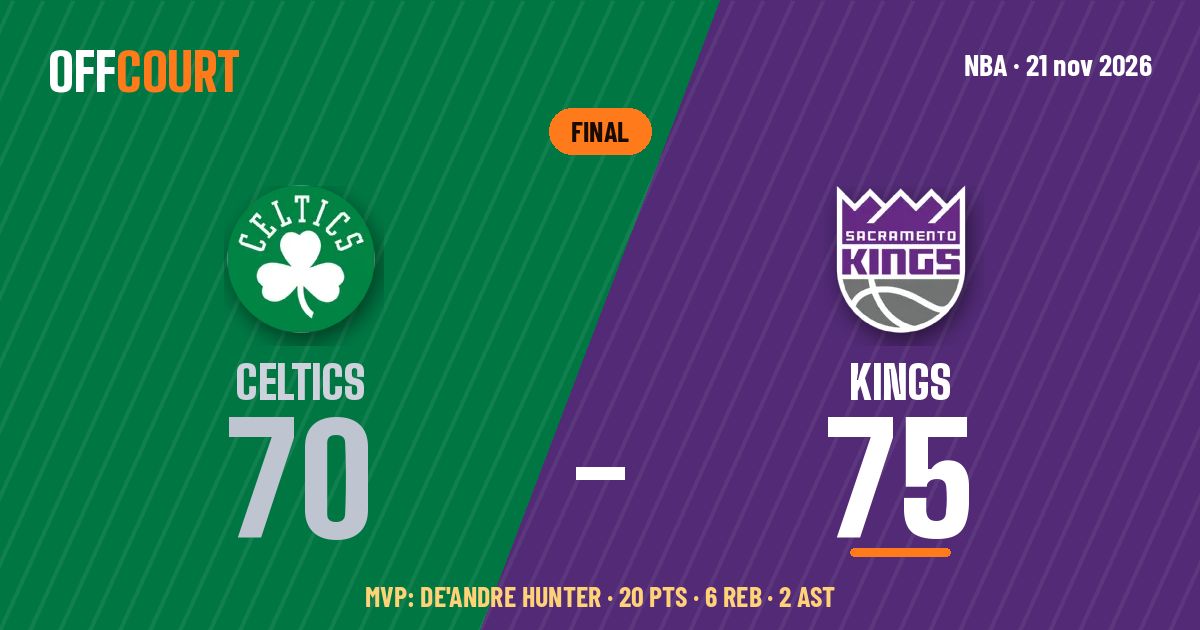 OFFCOURT
NBA · 21 nov 2026
FINAL
CELTICS
SACRAMENTO
KINGS
CELTICS
KINGS
70
–
75
MVP: DE'ANDRE HUNTER · 20 PTS · 6 REB · 2 AST